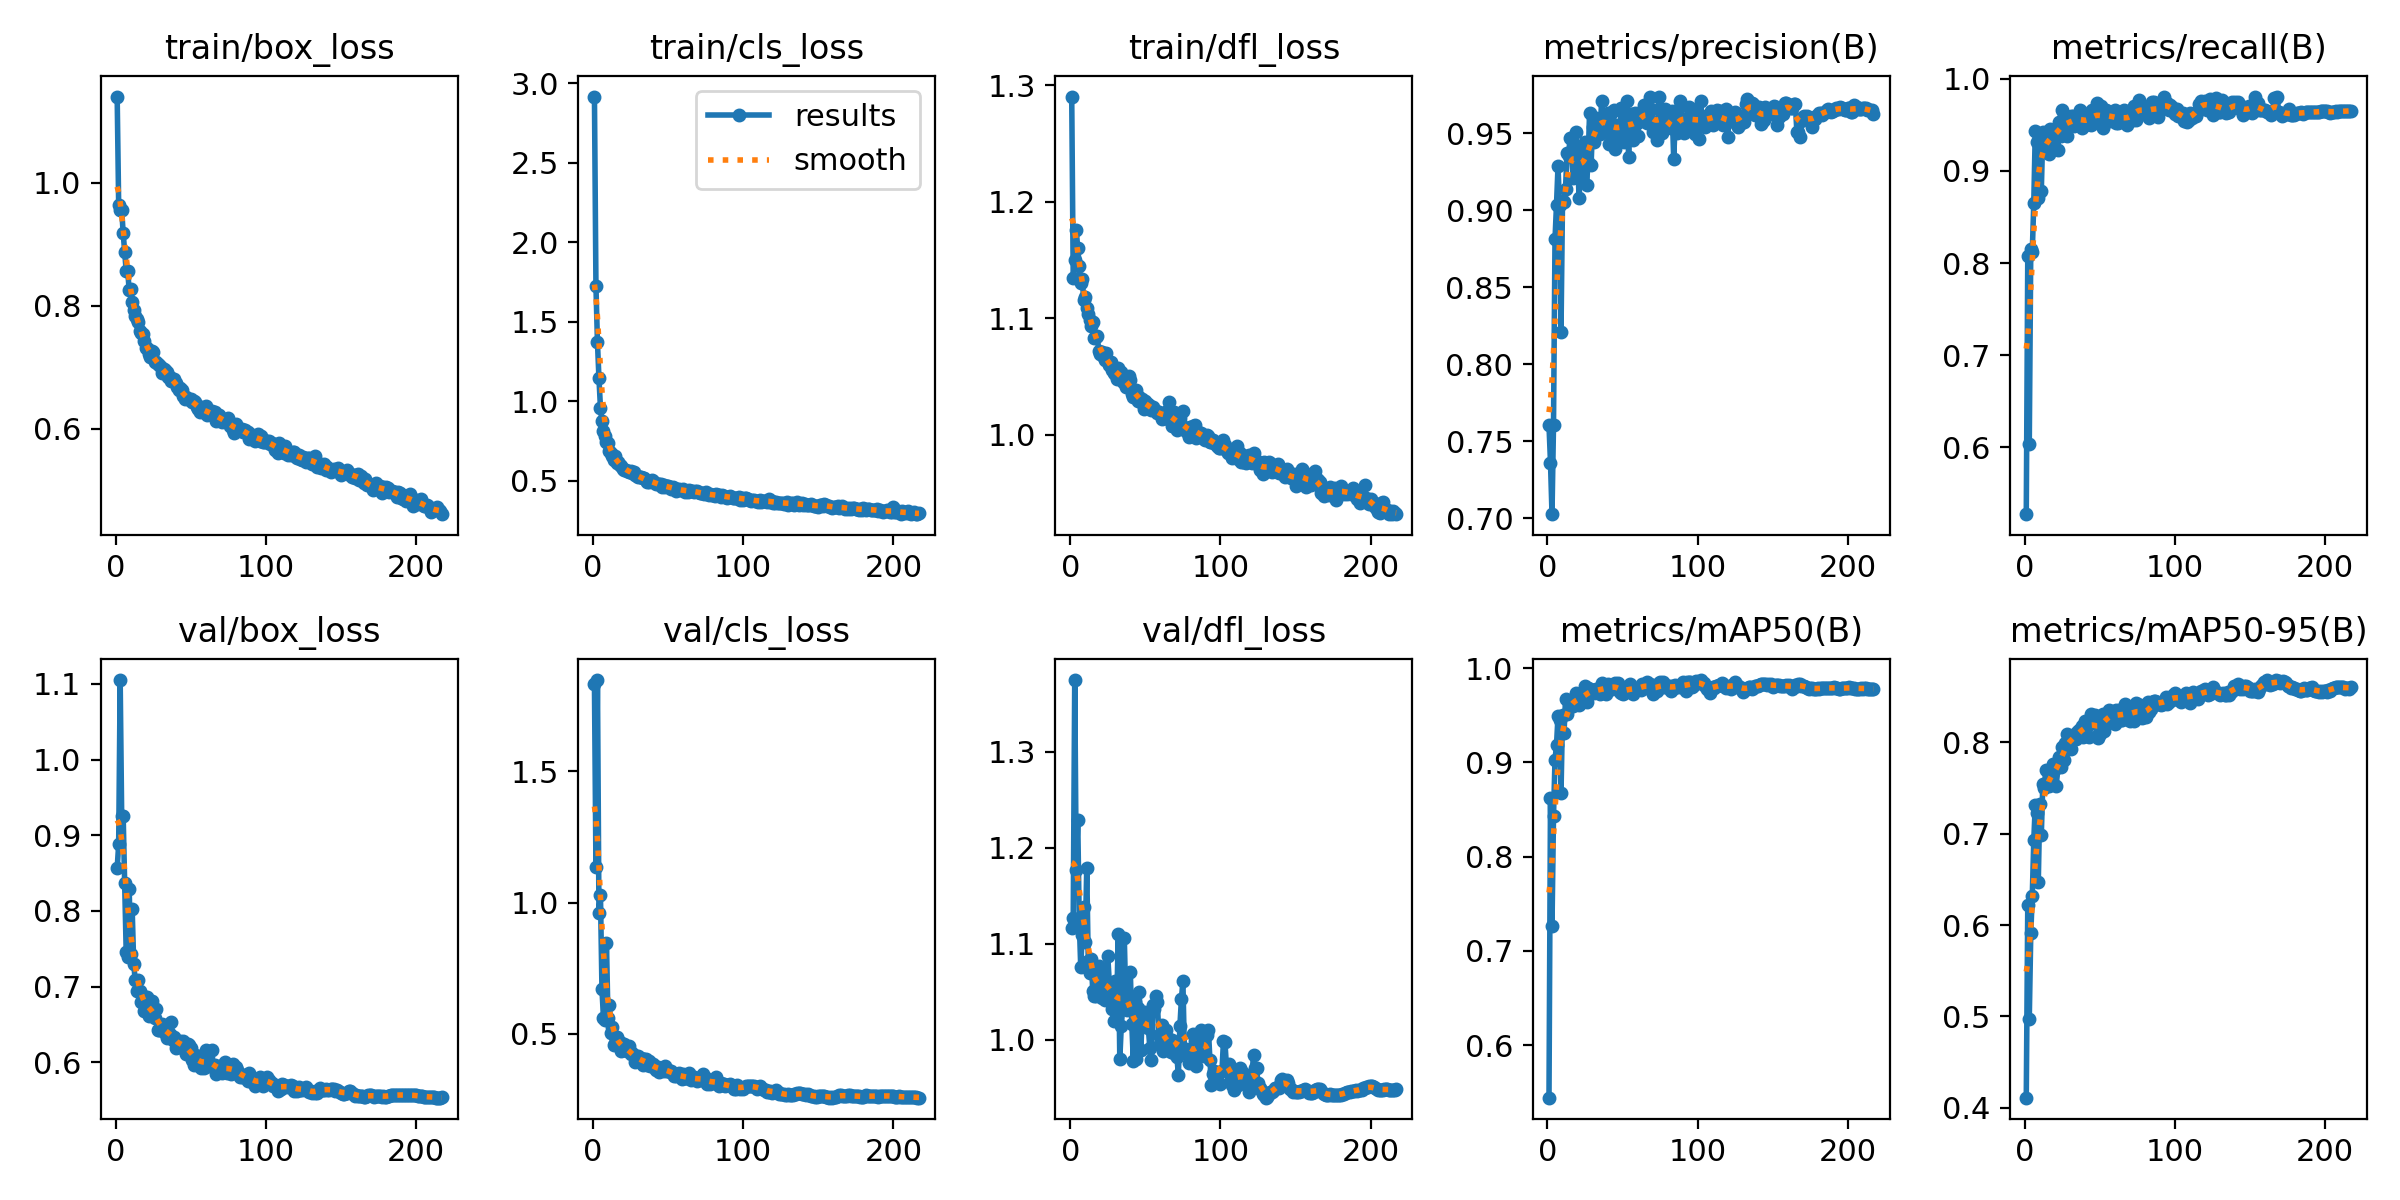 train/box_loss
1.0
0.8
0.6
0 100 200
train/cls_loss
results
smooth
3.0
2.5
2.0
1.5
1.0
0.5
0 100 200
train/dfl_loss
1.3
1.2
1.1
1.0
0 100 200
metrics/precision(B)
0.95
0.90
0.85
0.80
0.75
0.70
0 100 200
metrics/recall(B)
1.0
0.9
0.8
0.7
0.6
0 100 200
val/box_loss
1.1
1.0
0.9
0.8
0.7
0.6
0 100 200
val/cls_loss
1.5
1.0
0.5
0 100 200
val/dfl_loss
1.3
1.2
1.1
1.0
0 100 200
metrics/mAP50(B)
1.0
0.9
0.8
0.7
0.6
0 100 200
metrics/mAP50-95(B)
0.8
0.7
0.6
0.5
0.4
0 100 200